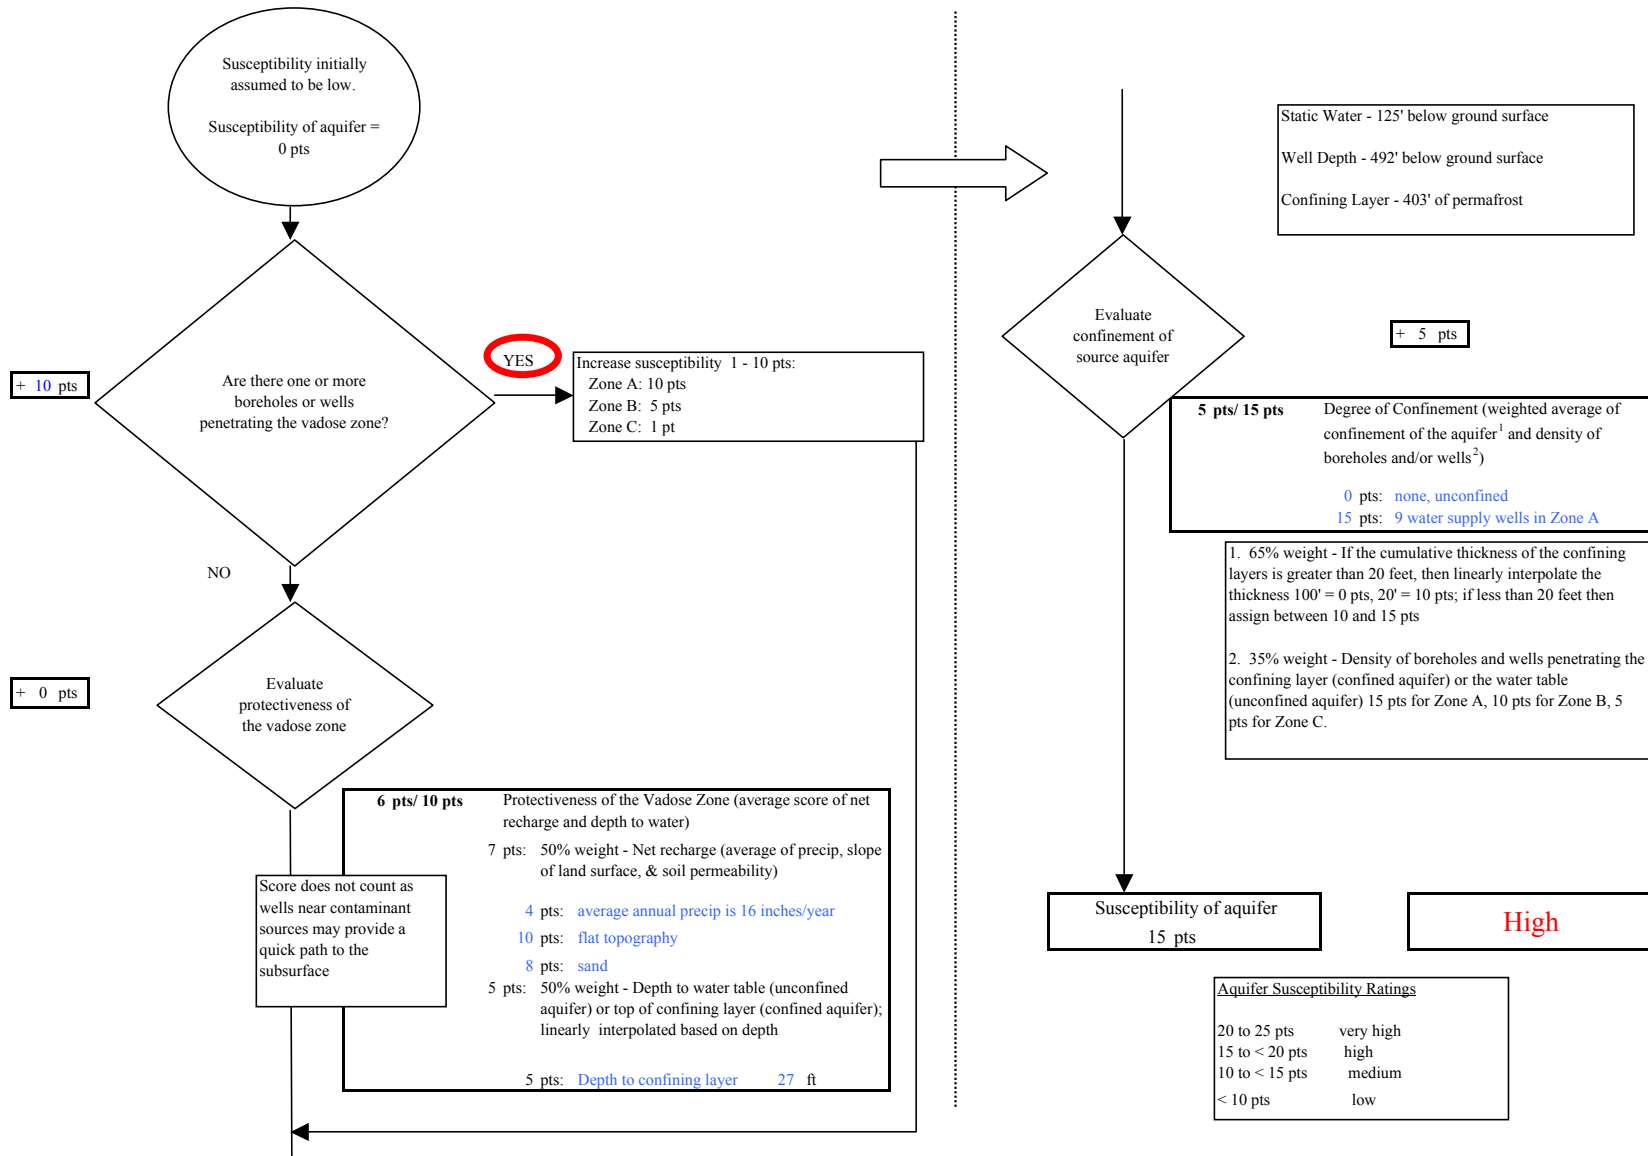 Susceptibility initially
assumed to be low.
Susceptibility of aquifer =
0 pts
+ 10 pts
Are there one or more
boreholes or wells
penetrating the vadose zone?
YES
Increase susceptibility 1 - 10 pts:
Zone A: 10 pts
Zone B: 5 pts
Zone C: 1 pt
NO
+ 0 pts
Evaluate
protectiveness of
the vadose zone
Score does not count as
wells near contaminant
sources may provide a
quick path to the
subsurface
6 pts/ 10 pts Protectiveness of the Vadose Zone (average score of net
recharge and depth to water)
7 pts: 50% weight - Net recharge (average of precip, slope
of land surface, & soil permeability)
4 pts: average annual precip is 16 inches/year
10 pts: flat topography
8 pts: sand
5 pts: 50% weight - Depth to water table (unconfined
aquifer) or top of confining layer (confined aquifer);
linearly interpolated based on depth
5 pts: Depth to confining layer 27 ft
Static Water - 125' below ground surface
Well Depth - 492' below ground surface
Confining Layer - 403' of permafrost
Evaluate
confinement of
source aquifer
+ 5 pts
5 pts/ 15 pts Degree of Confinement (weighted average of
confinement of the aquifer1 and density of
boreholes and/or wells2)
0 pts: none, unconfined
15 pts: 9 water supply wells in Zone A
1. 65% weight - If the cumulative thickness of the confining
layers is greater than 20 feet, then linearly interpolate the
thickness 100' = 0 pts, 20' = 10 pts; if less than 20 feet then
assign between 10 and 15 pts
2. 35% weight - Density of boreholes and wells penetrating the
confining layer (confined aquifer) or the water table
(unconfined aquifer) 15 pts for Zone A, 10 pts for Zone B, 5
pts for Zone C.
Susceptibility of aquifer
15 pts
High
Aquifer Susceptibility Ratings
20 to 25 pts very high
15 to < 20 pts high
10 to < 15 pts medium
< 10 pts low